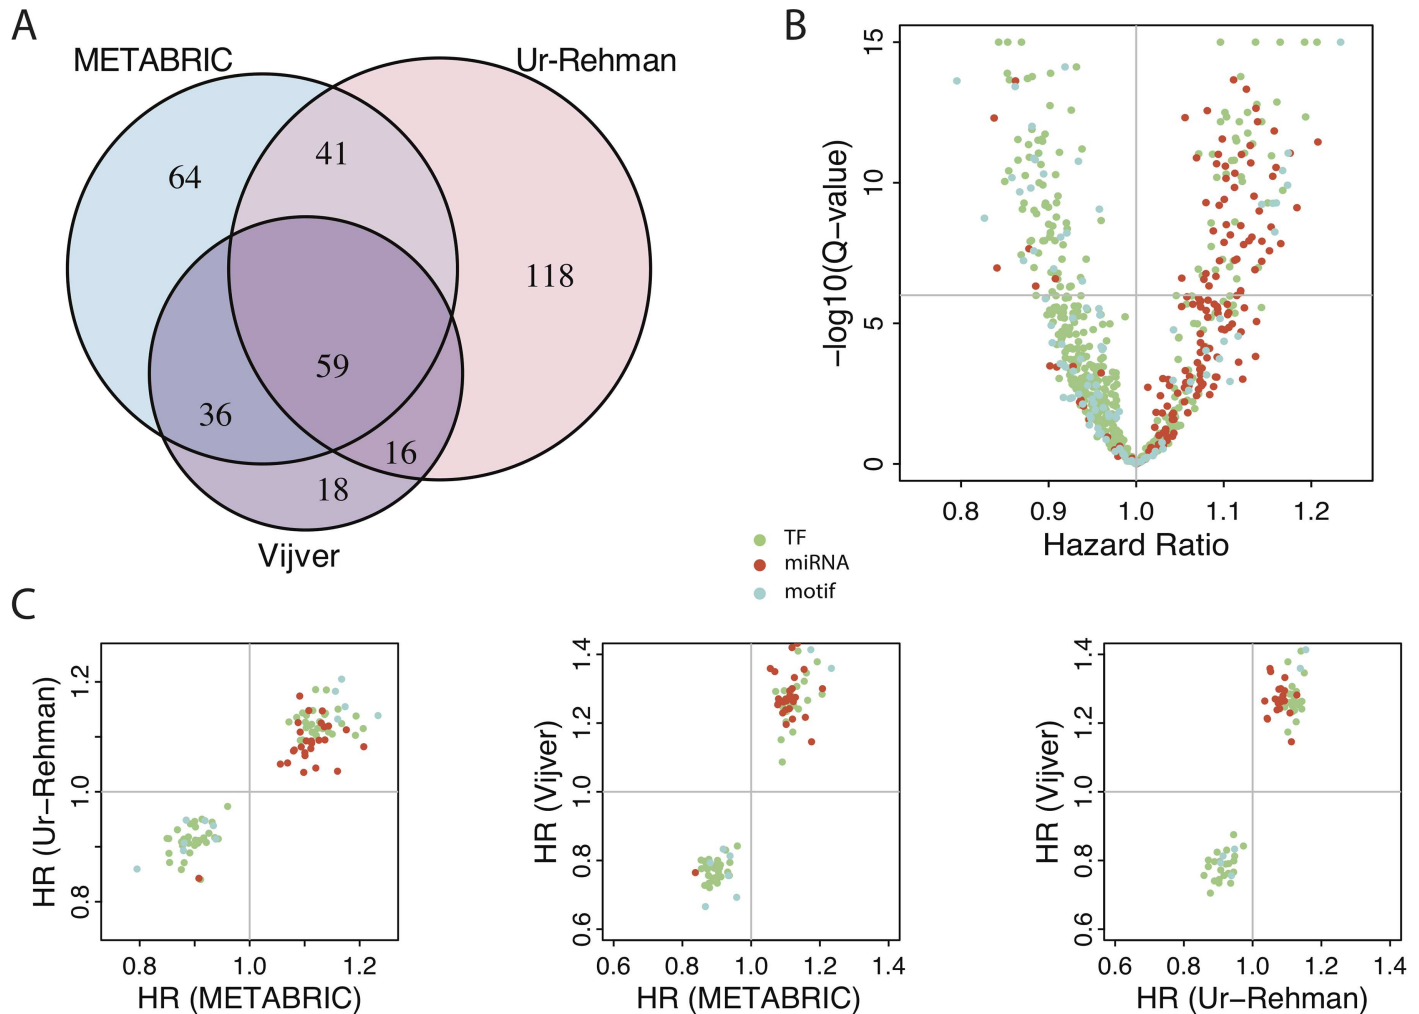 A
METABRIC
Ur-Rehman
64
41
118
59
36
16
18
Vijver
B
15
10
5
0
−log10(Q−value)
0.8 0.9 1.0 1.1 1.2
Hazard Ratio
TF
miRNA
motif
C
1.2
1.0
0.8
HR (Ur−Rehman)
0.8 1.0 1.2
HR (METABRIC)
1.4
1.2
1.0
0.8
0.6
HR (Vijver)
0.6 0.8 1.0 1.2 1.4
HR (METABRIC)
1.4
1.2
1.0
0.8
0.6
HR (Vijver)
0.6 0.8 1.0 1.2 1.4
HR (Ur−Rehman)